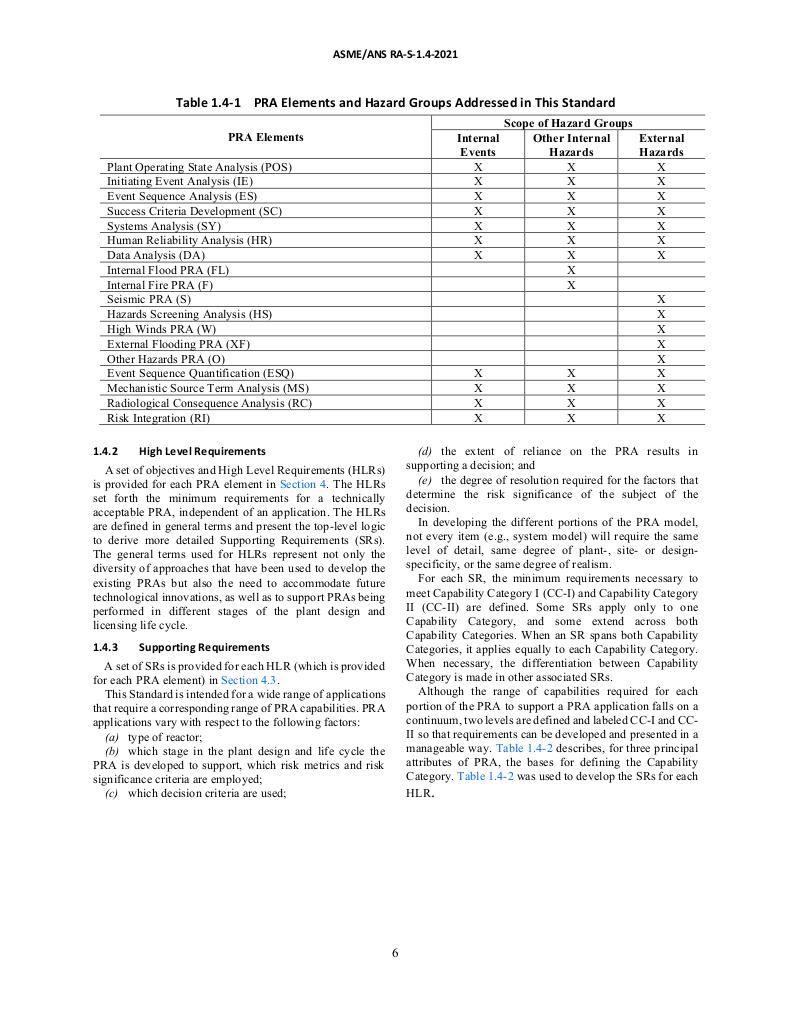 ASME/ANS RA-S-1.4-2021
Table 1.4-1 PRA Elements and Hazard Groups Addressed in This Standard
PRA Elements
Scope of Hazard Groups
Internal Events
Other Internal Hazards
External Hazards
Plant Operating State Analysis (POS) X X X
Initiating Event Analysis (IE) X X X
Event Sequence Analysis (ES) X X X
Success Criteria Development (SC) X X X
Systems Analysis (SY) X X X
Human Reliability Analysis (HR) X X X
Data Analysis (DA) X X X
Internal Flood PRA (FL) X
Internal Fire PRA (F) X
Seismic PRA (S) X
Hazards Screening Analysis (HS) X
High Winds PRA (W) X
External Flooding PRA (XF) X
Other Hazards PRA (O) X
Event Sequence Quantification (ESQ) X X X
Mechanistic Source Term Analysis (MS) X X X
Radiological Consequence Analysis (RC) X X X
Risk Integration (RI) X X X
1.4.2 High Level Requirements
A set of objectives and High Level Requirements (HLRs)
is provided for each PRA element in Section 4. The HLRs
set forth the minimum requirements for a technically
acceptable PRA, independent of an application. The HLRs
are defined in general terms and present the top-level logic
to derive more detailed Supporting Requirements (SRs).
The general terms used for HLRs represent not only the
diversity of approaches that have been used to develop the
existing PRAs but also the need to accommodate future
technological innovations, as well as to support PRAs being
performed in different stages of the plant design and
licensing life cycle.
1.4.3 Supporting Requirements
A set of SRs is provided for each HLR (which is provided
for each PRA element) in Section 4.3.
This Standard is intended for a wide range of applications
that require a corresponding range of PRA capabilities. PRA
applications vary with respect to the following factors:
(a) type of reactor;
(b) which stage in the plant design and life cycle the
PRA is developed to support, which risk metrics and risk
significance criteria are employed;
(c) which decision criteria are used;
(d) the extent of reliance on the PRA results in
supporting a decision; and
(e) the degree of resolution required for the factors that
determine the risk significance of the subject of the
decision.
In developing the different portions of the PRA model,
not every item (e.g., system model) will require the same
level of detail, same degree of plant-, site- or design-
specificity, or the same degree of realism.
For each SR, the minimum requirements necessary to
meet Capability Category I (CC-I) and Capability Category
II (CC-II) are defined. Some SRs apply only to one
Capability Category, and some extend across both
Capability Categories. When an SR spans both Capability
Categories, it applies equally to each Capability Category.
When necessary, the differentiation between Capability
Category is made in other associated SRs.
Although the range of capabilities required for each
portion of the PRA to support a PRA application falls on a
continuum, two levels are defined and labeled CC-I and CC-
II so that requirements can be developed and presented in a
manageable way. Table 1.4-2 describes, for three principal
attributes of PRA, the bases for defining the Capability
Category. Table 1.4-2 was used to develop the SRs for each
HLR.
6